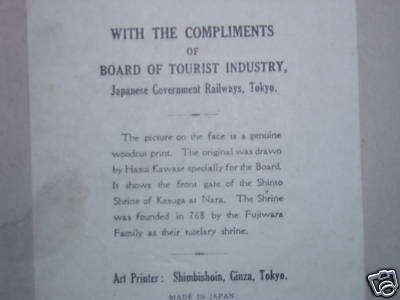 WITH THE COMPLIMENTS
OF
BOARD OF TOURIST INDUSTRY,
Japanese Government Railways, Tokyo.
The picture on the face is a genuine
woodcut print. The original was drawn
by Hasui Kawase specially for the Board.
It shows the front gate of the Shinto
Shrine of Kasuga at Nara. The Shrine
was founded in 768 by the Fujiwara
Family as their tutelary shrine.
Art Printer: Shimbishoin, Ginza, Tokyo.
MADE IN JAPAN
ebY